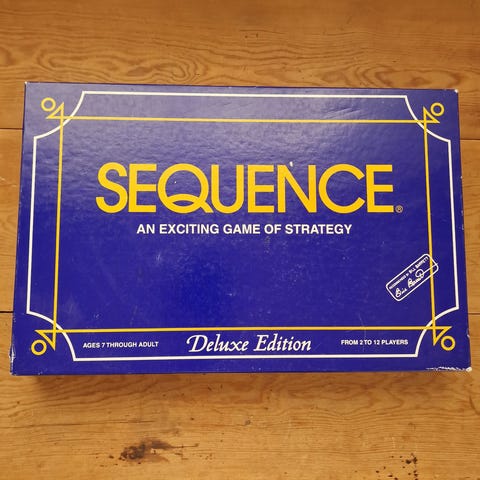 SEQUENCE®
AN EXCITING GAME OF STRATEGY
AGES 7 THROUGH ADULT
Deluxe Edition
FROM 2 TO 12 PLAYERS